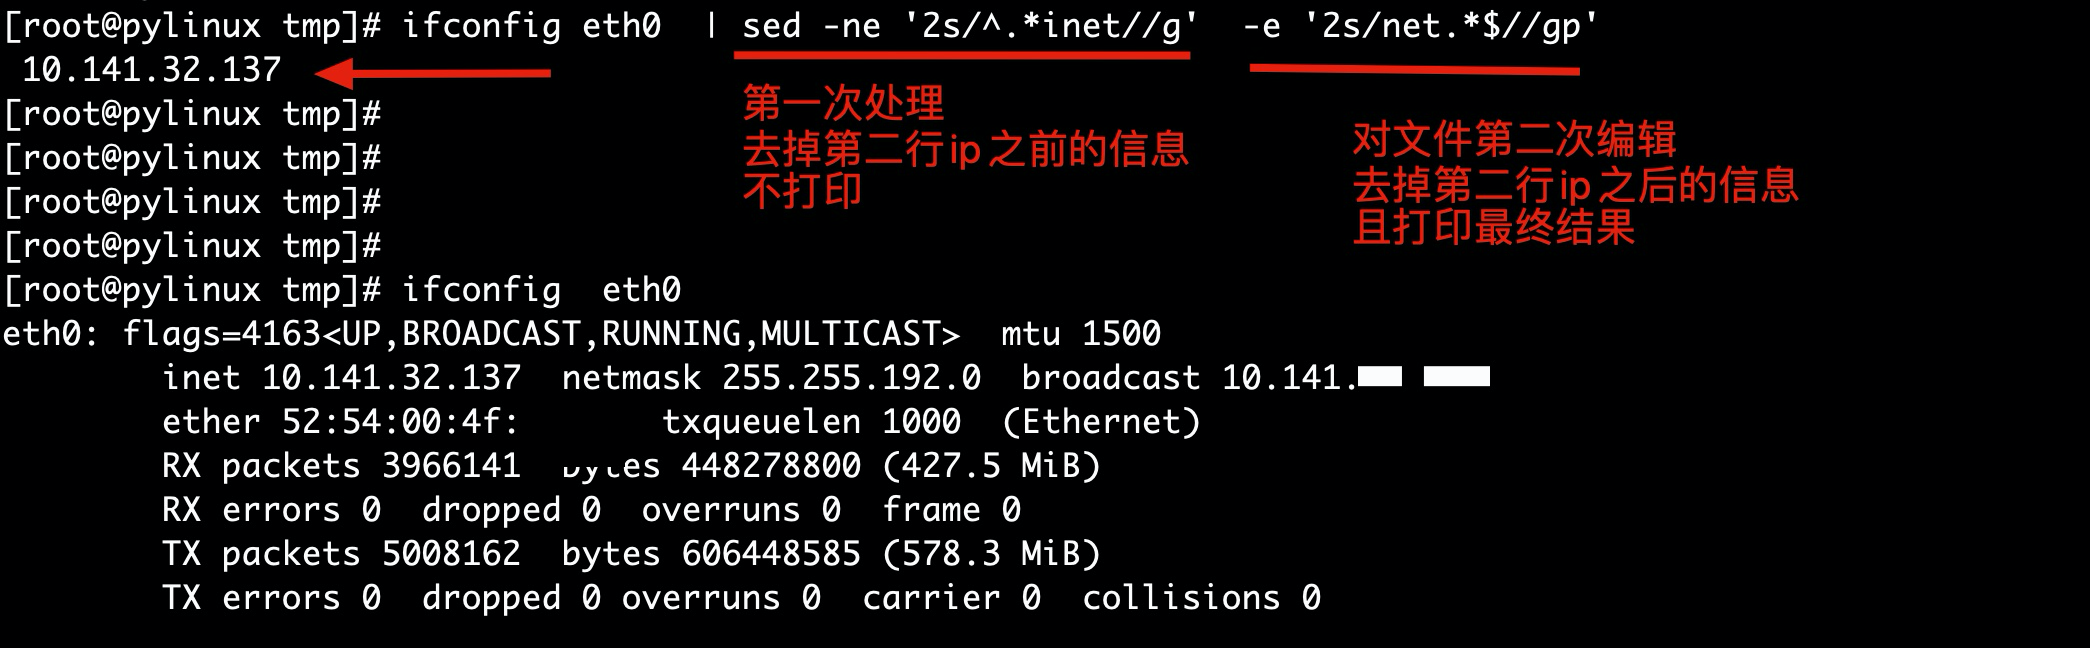 [root@pylinux tmp]# ifconfig eth0  | sed -ne '2s/^.*inet//g'  -e '2s/net.*$//gp'
10.141.32.137
第一次处理
去掉第二行ip之前的信息
不打印
对文件第二次编辑
去掉第二行ip之后的信息
且打印最终结果
[root@pylinux tmp]#
[root@pylinux tmp]#
[root@pylinux tmp]#
[root@pylinux tmp]#
[root@pylinux tmp]# ifconfig  eth0
eth0: flags=4163<UP,BROADCAST,RUNNING,MULTICAST>  mtu 1500
inet 10.141.32.137  netmask 255.255.192.0  broadcast 10.141.
ether 52:54:00:4f:  txqueuelen 1000  (Ethernet)
RX packets 3966141  bytes 448278800 (427.5 MiB)
RX errors 0  dropped 0  overruns 0  frame 0
TX packets 5008162  bytes 606448585 (578.3 MiB)
TX errors 0  dropped 0 overruns 0  carrier 0  collisions 0